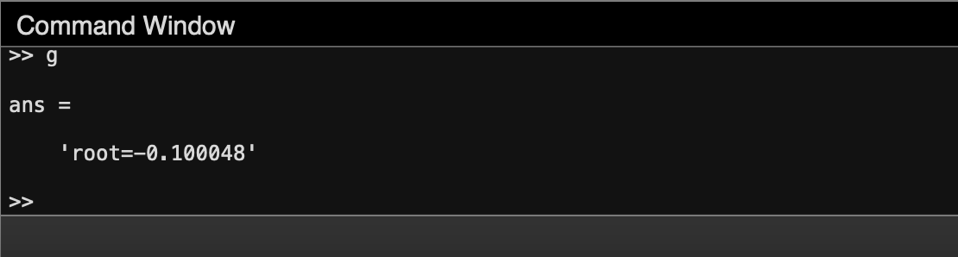 Command Window
>> g
ans =
'root=-0.100048'
>>